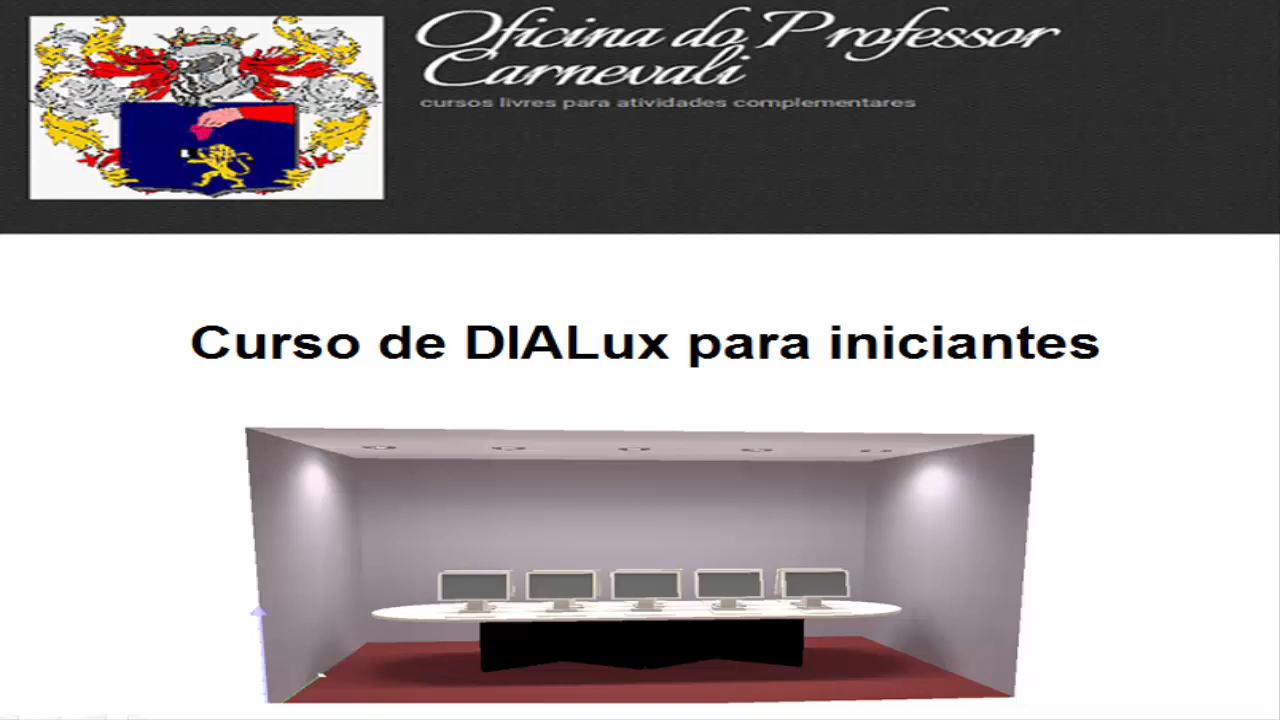 Oficina do Professor
Carnevali
cursos livres para atividades complementares
Curso de DIALux para iniciantes